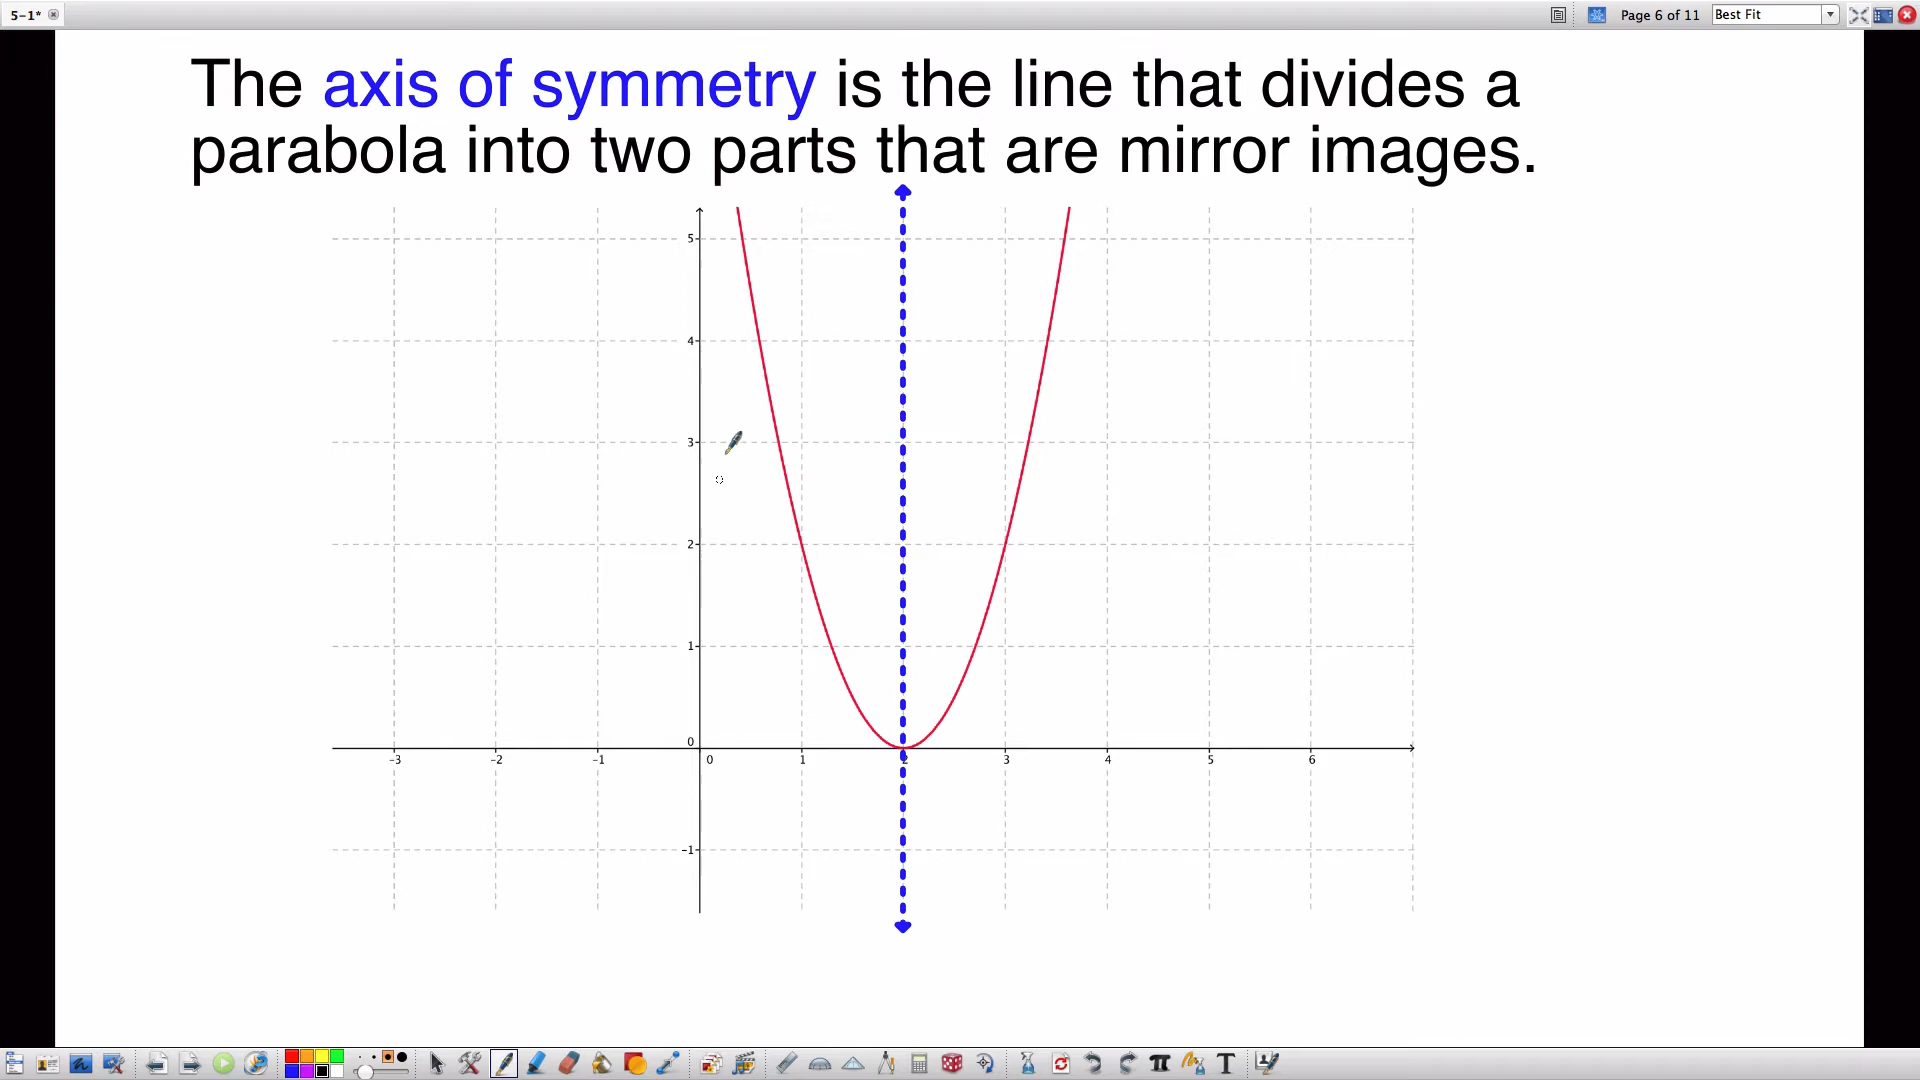 5-1*
Page 6 of 11
Best Fit
The axis of symmetry is the line that divides a
parabola into two parts that are mirror images.
5
4
3
2
1
0
-3 -2 -1 0 1 2 3 4 5 6
-1